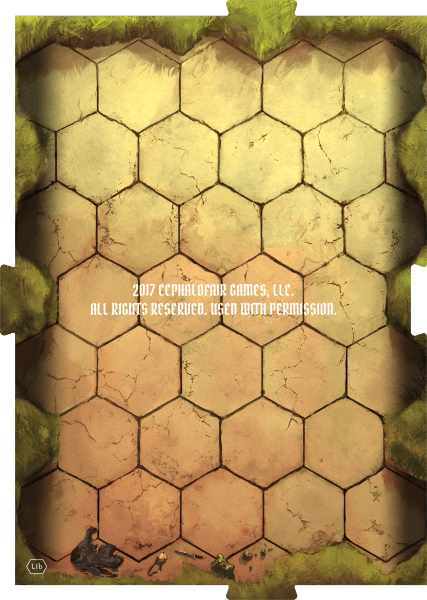 2017 CEPHALOFAIR GAMES, LLC.
ALL RIGHTS RESERVED. USED WITH PERMISSION.
L1b